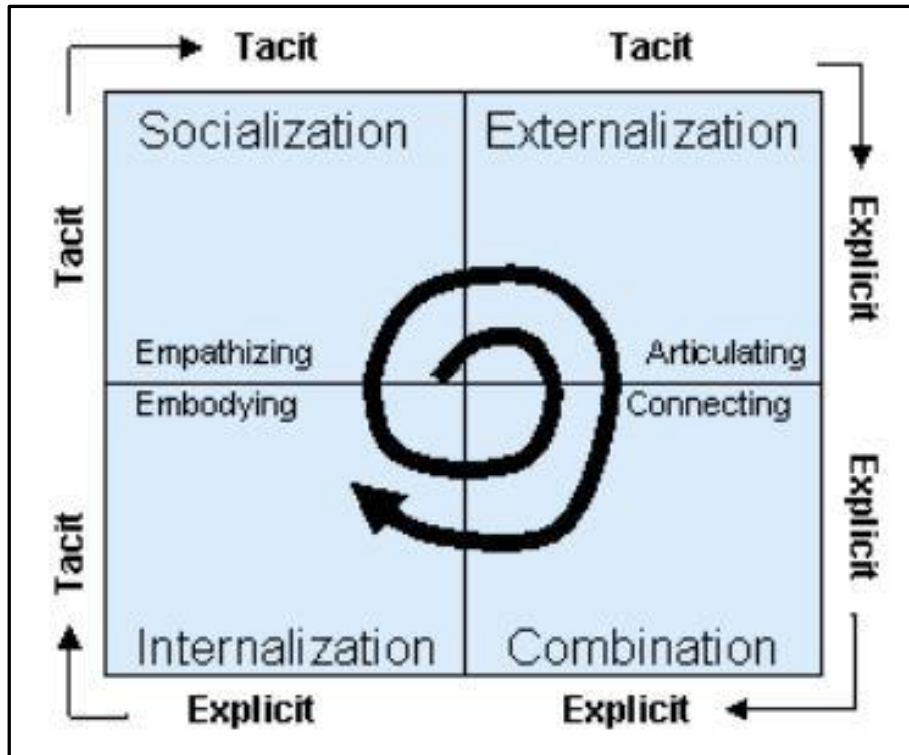 Tacit Tacit
Socialization Externalization
Tacit Explicit
Empathizing Articulating
Embodying Connecting
Tacit Explicit
Internalization Combination
Explicit Explicit